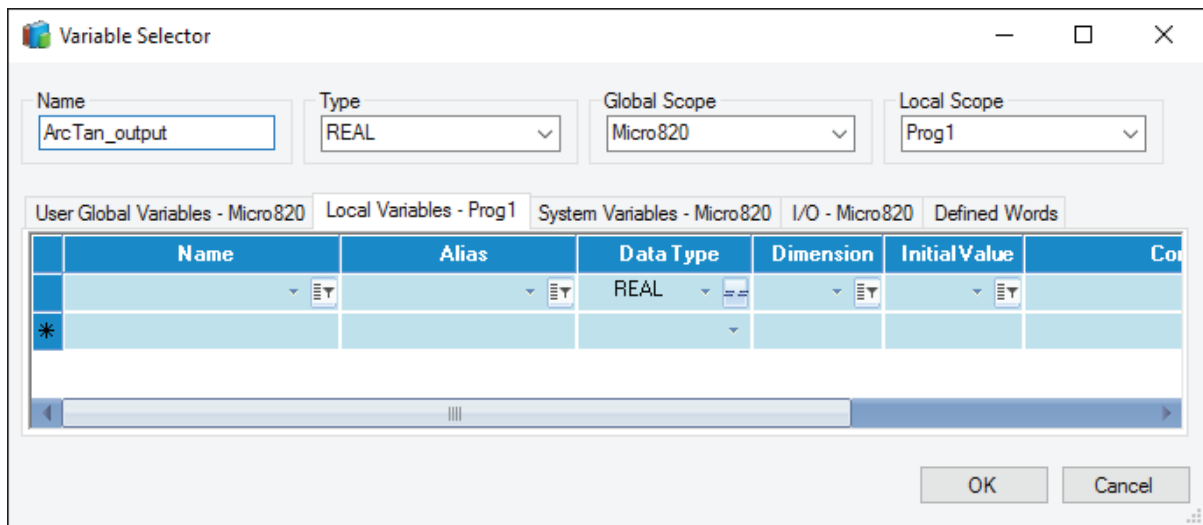 Variable Selector
Name Type Global Scope Local Scope
ArcTan_output REAL Micro820 Prog1
User Global Variables - Micro820 Local Variables - Prog1 System Variables - Micro820 I/O - Micro820 Defined Words
Name Alias Data Type Dimension Initial Value Co
REAL ==
*
OK Cancel